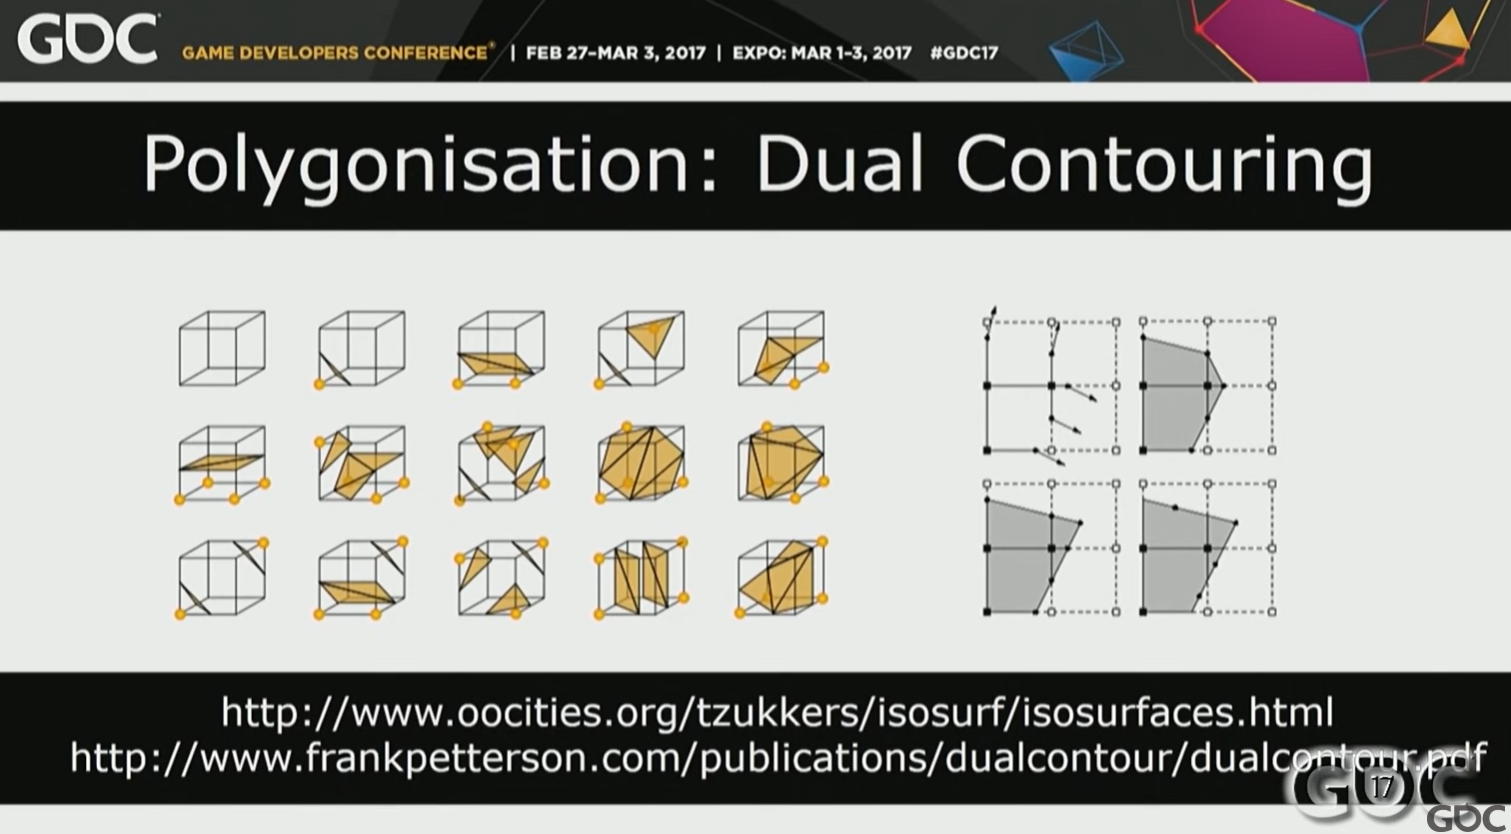 GDC GAME DEVELOPERS CONFERENCE® | FEB 27–MAR 3, 2017 | EXPO: MAR 1–3, 2017 #GDC17
Polygonisation: Dual Contouring
http://www.oocities.org/tzukkers/isosurf/isosurfaces.html
http://www.frankpetterson.com/publications/dualcontour/dualcontour.pdf
GDC 17
GDC